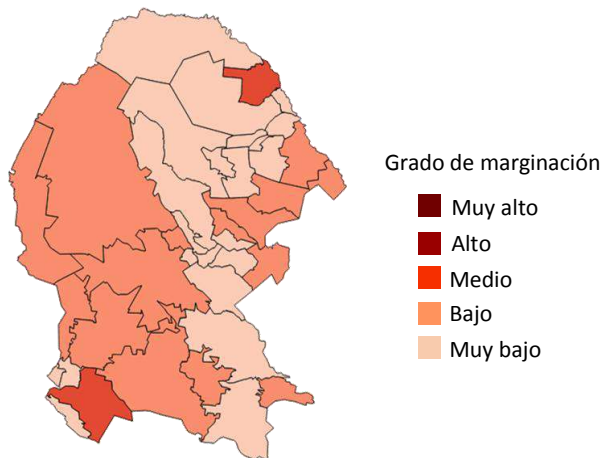 Grado de marginación
Muy alto
Alto
Medio
Bajo
Muy bajo